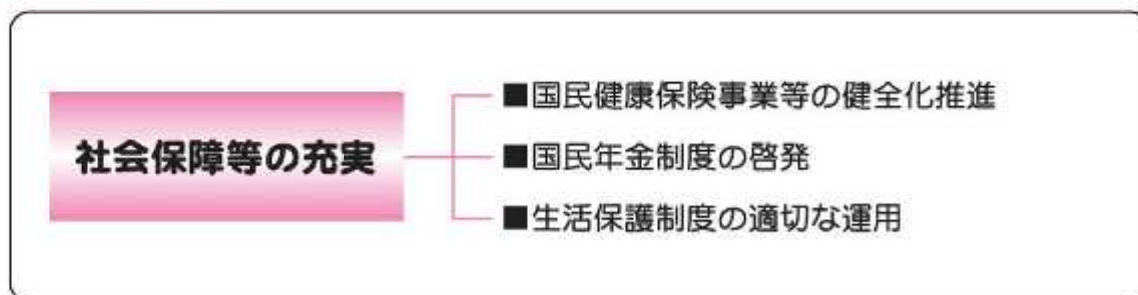 社会保障等の充実
■国民健康保険事業等の健全化推進
■国民年金制度の啓発
■生活保護制度の適切な運用